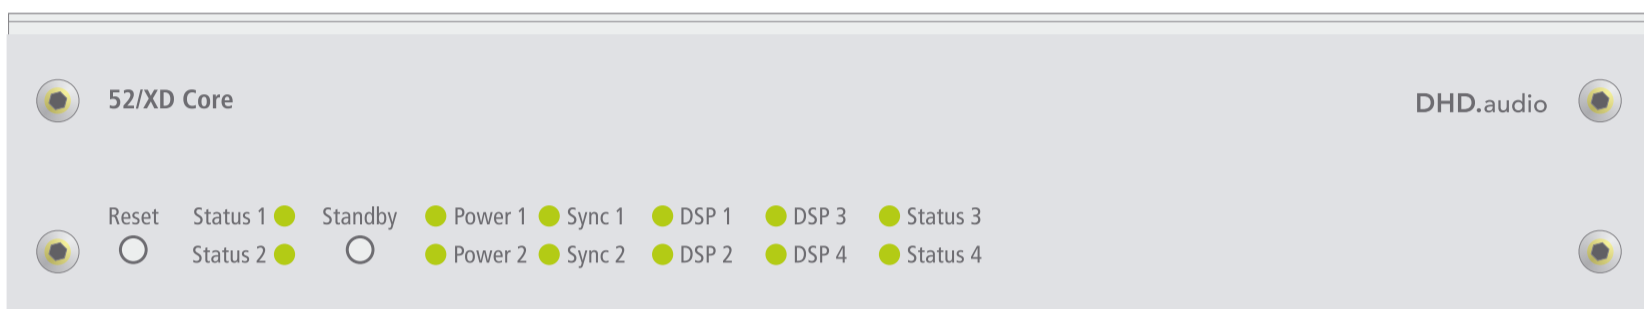 52/XD Core
DHD.audio
Reset Status 1 Standby Power 1 Sync 1 DSP 1 DSP 3 Status 3
Status 2 Power 2 Sync 2 DSP 2 DSP 4 Status 4